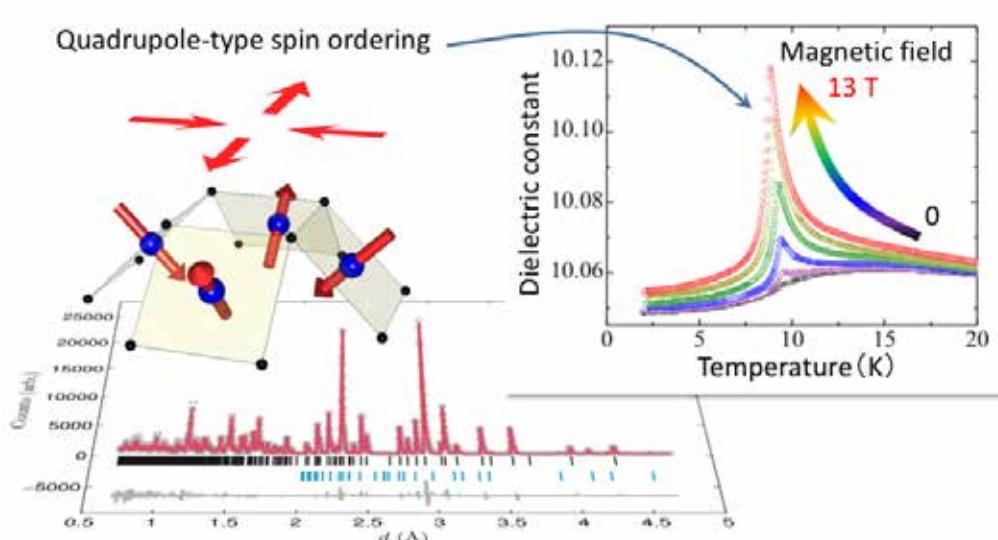 Quadrupole-type spin ordering
Magnetic field
13 T
0
Dielectric constant
10.12
10.10
10.08
10.06
0 5 10 15 20
Temperature (K)
Counts (arb.)
25000
20000
15000
10000
5000
0
−5000
0.5 1 1.5 2 2.5 3 3.5 4 4.5 5
d (Å)